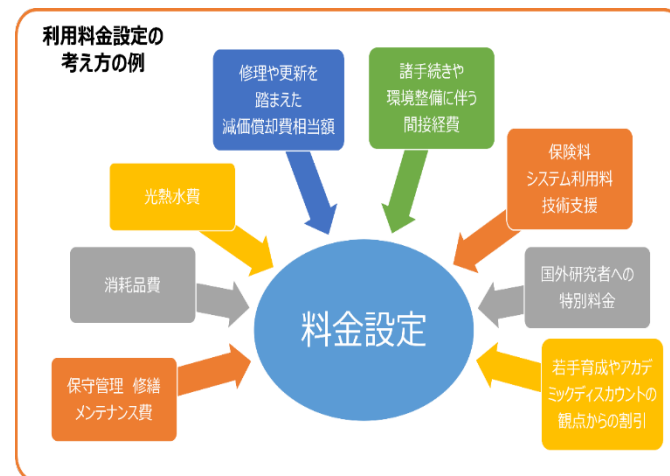 利用料金設定の
考え方の例
修理や更新を
踏まえた
減価償却費相当額
諸手続きや
環境整備に伴う
間接経費
光熱水費
保険料
システム利用料
技術支援
消耗品費
国外研究者への
特別料金
料金設定
保守管理 修繕
メンテナンス費
若手育成やアカデ
ミックディスカウントの
観点からの割引